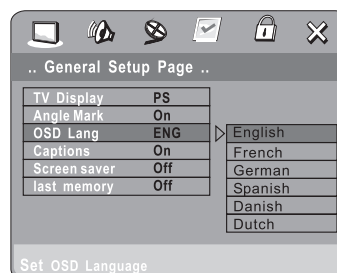 .. General Setup Page ..
TV Display PS
Angle Mark On
OSD Lang ENG
Captions On
Screen saver Off
last memory Off
English
French
German
Spanish
Danish
Dutch
Set OSD Language